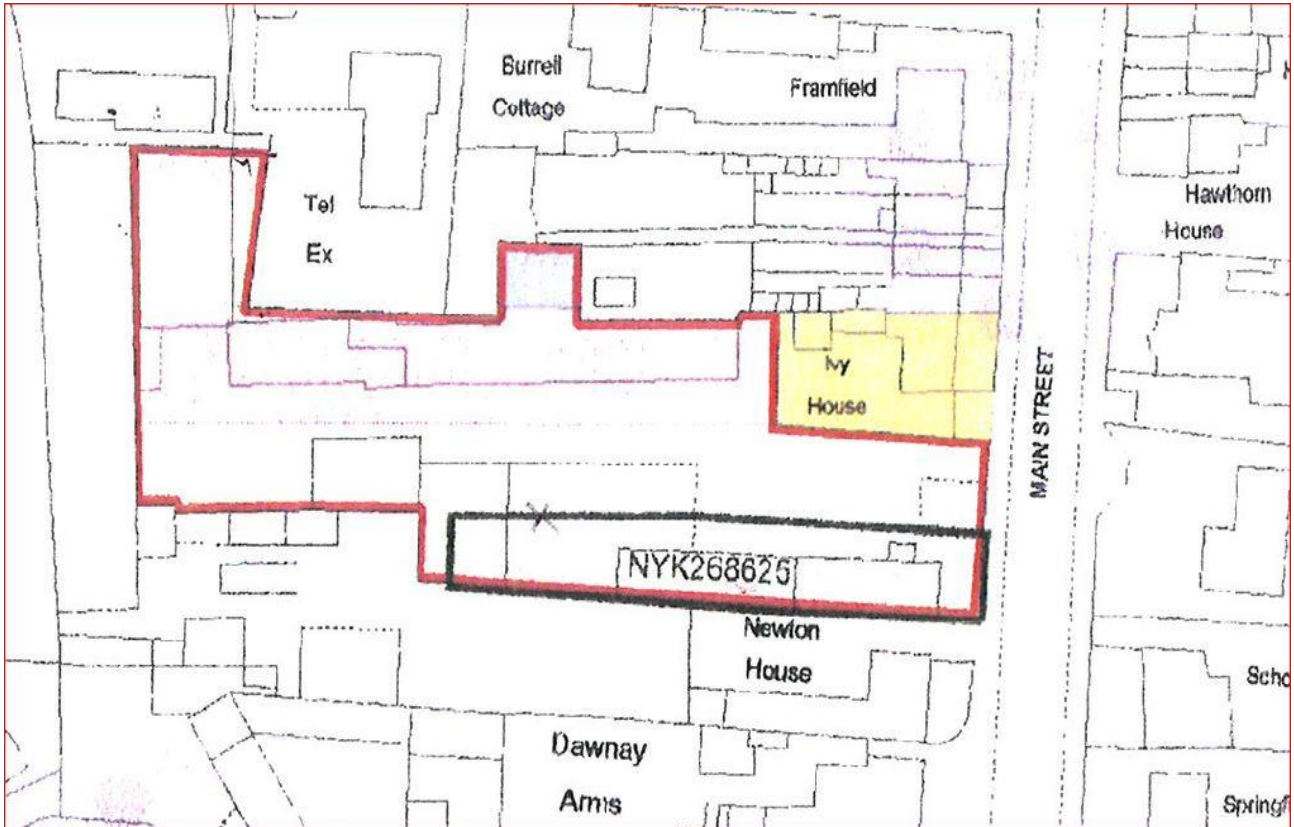 Burrell
Cottage
Framfield
Hawthorn
House
Tel
Ex
Ivy
House
MAIN STREET
NYK268625
Newton
House
Dawnay
Arms
Scho
Springf